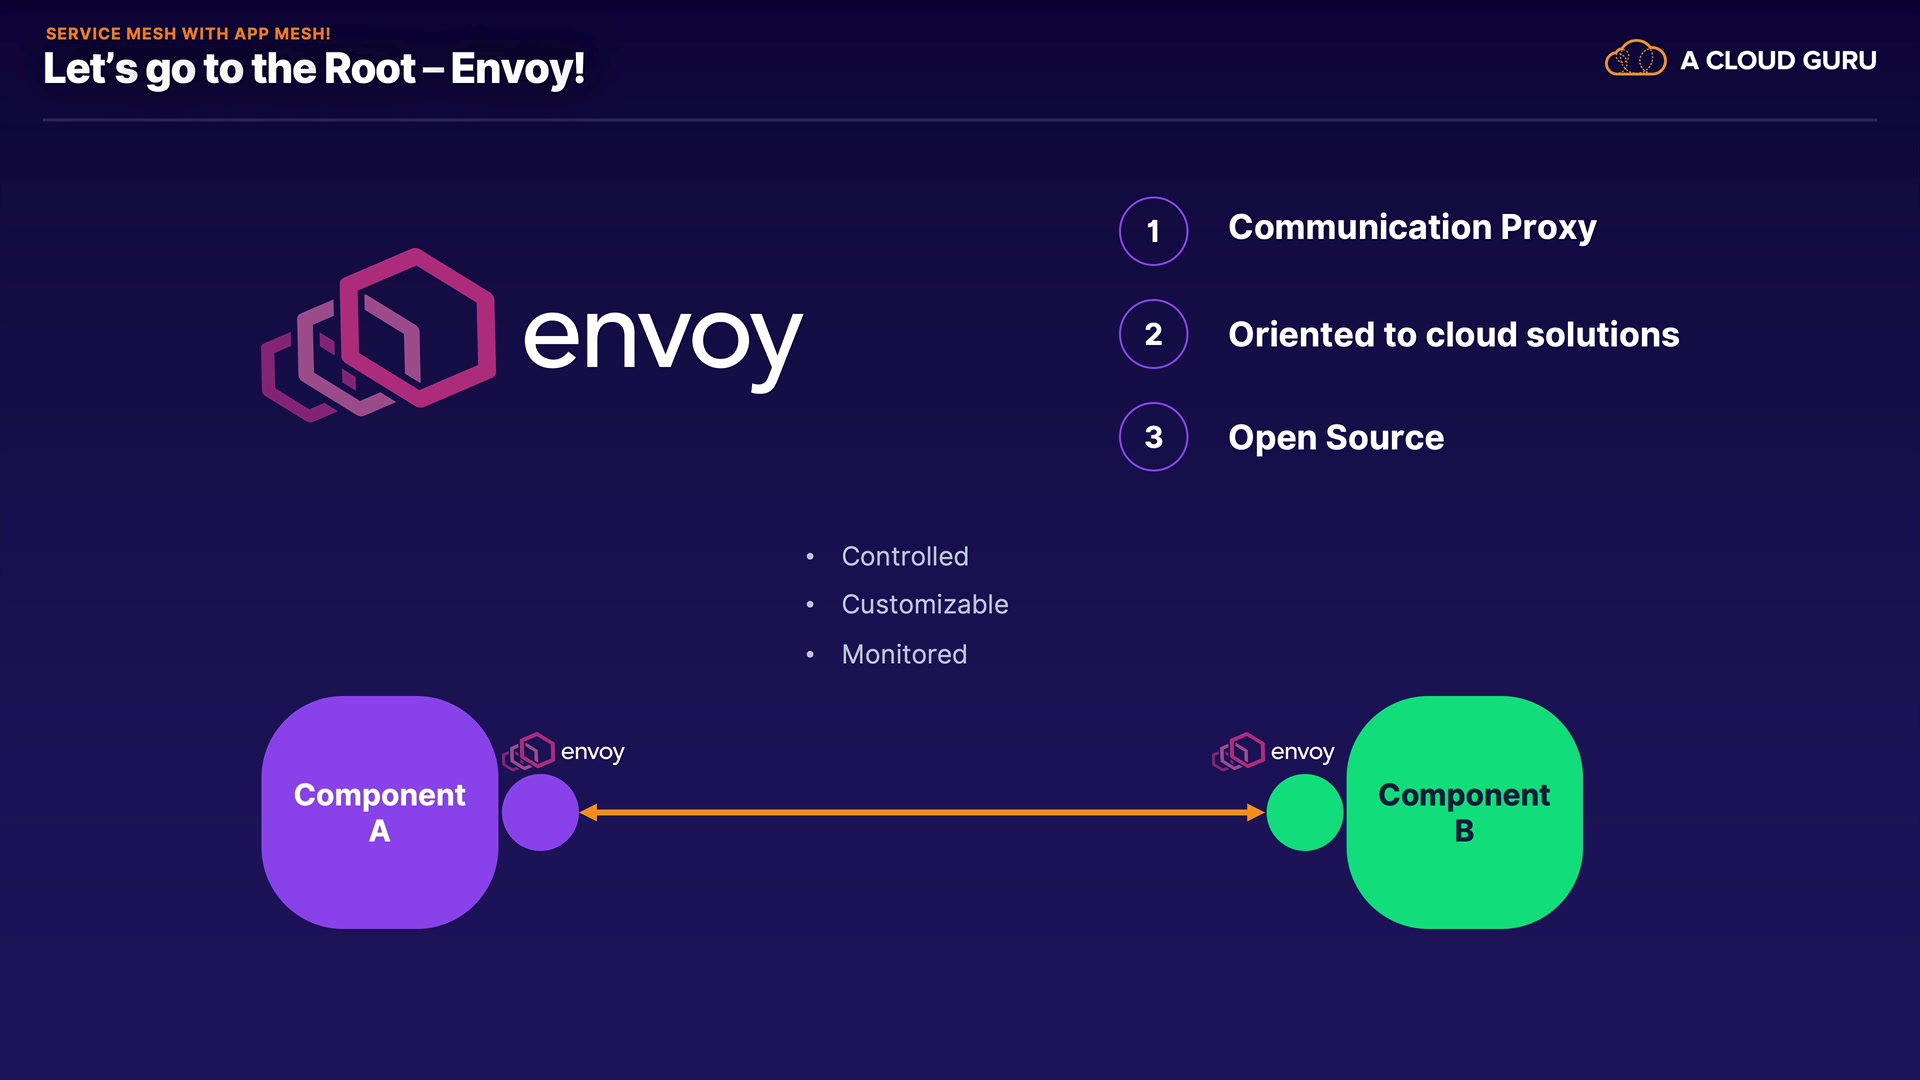 SERVICE MESH WITH APP MESH!
Let's go to the Root – Envoy!
A CLOUD GURU
envoy
1 Communication Proxy
2 Oriented to cloud solutions
3 Open Source
• Controlled
• Customizable
• Monitored
envoy
envoy
Component
A
Component
B